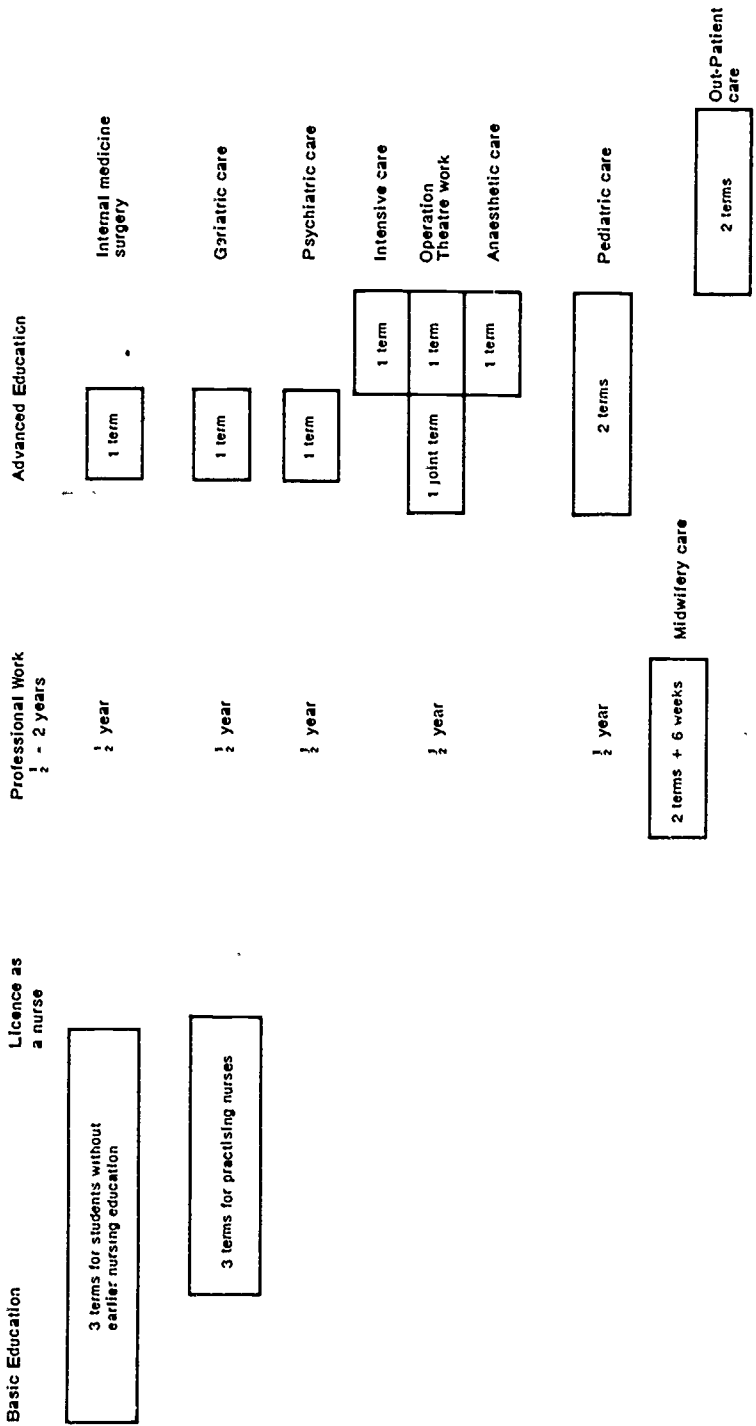 Basic Education
Licence as
a nurse
Professional Work
½ - 2 years
Advanced Education
3 terms for students without
earlier nursing education
½ year
1 term
Internal medicine
surgery
3 terms for practising nurses
½ year
1 term
Geriatric care
½ year
1 term
Psychiatric care
1 term
Intensive care
½ year
1 joint term
1 term
Operation
Theatre work
1 term
Anaesthetic care
½ year
2 terms
Pediatric care
2 terms + 6 weeks
Midwifery care
2 terms
Out-Patient
care